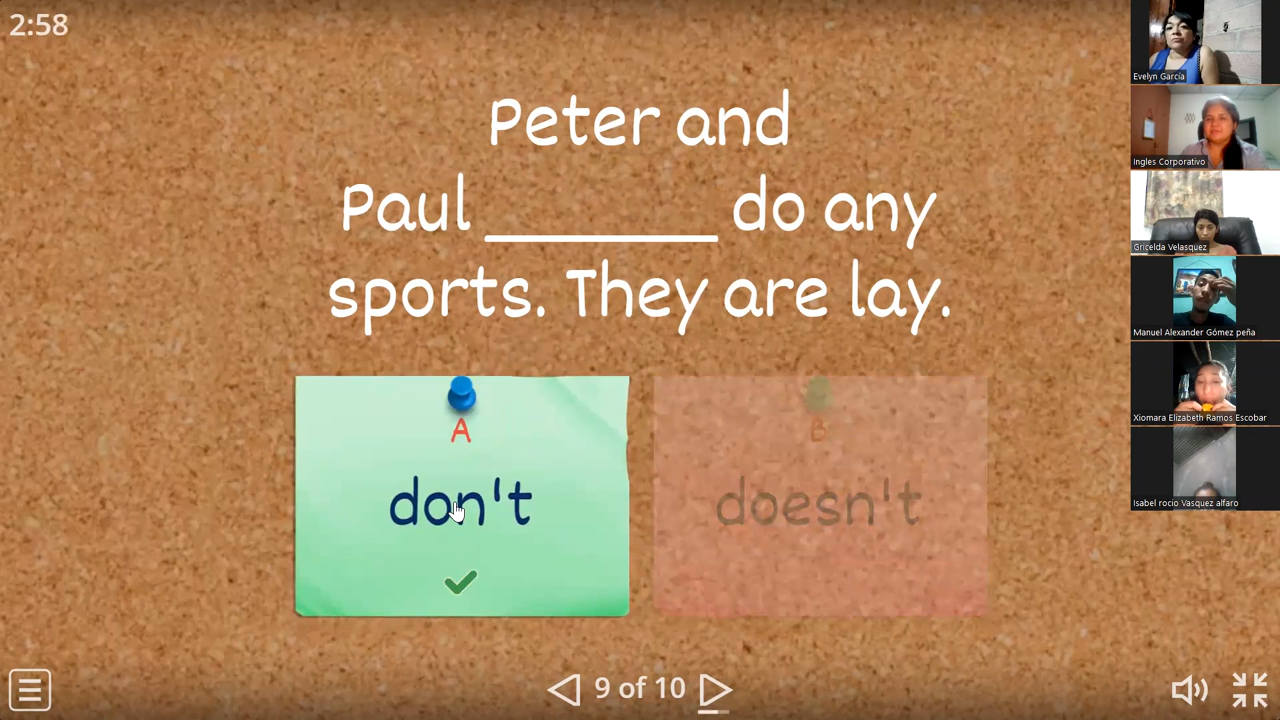 2:58
Peter and
Paul _______ do any
sports. They are lay.
A
don't
B
doesn't
9 of 10
Evelyn García
Ingles Corporativo
Gricelda Velasquez
Manuel Alexander Gómez peña
Xiomara Elizabeth Ramos Escobar
Isabel rocio Vasquez alfaro